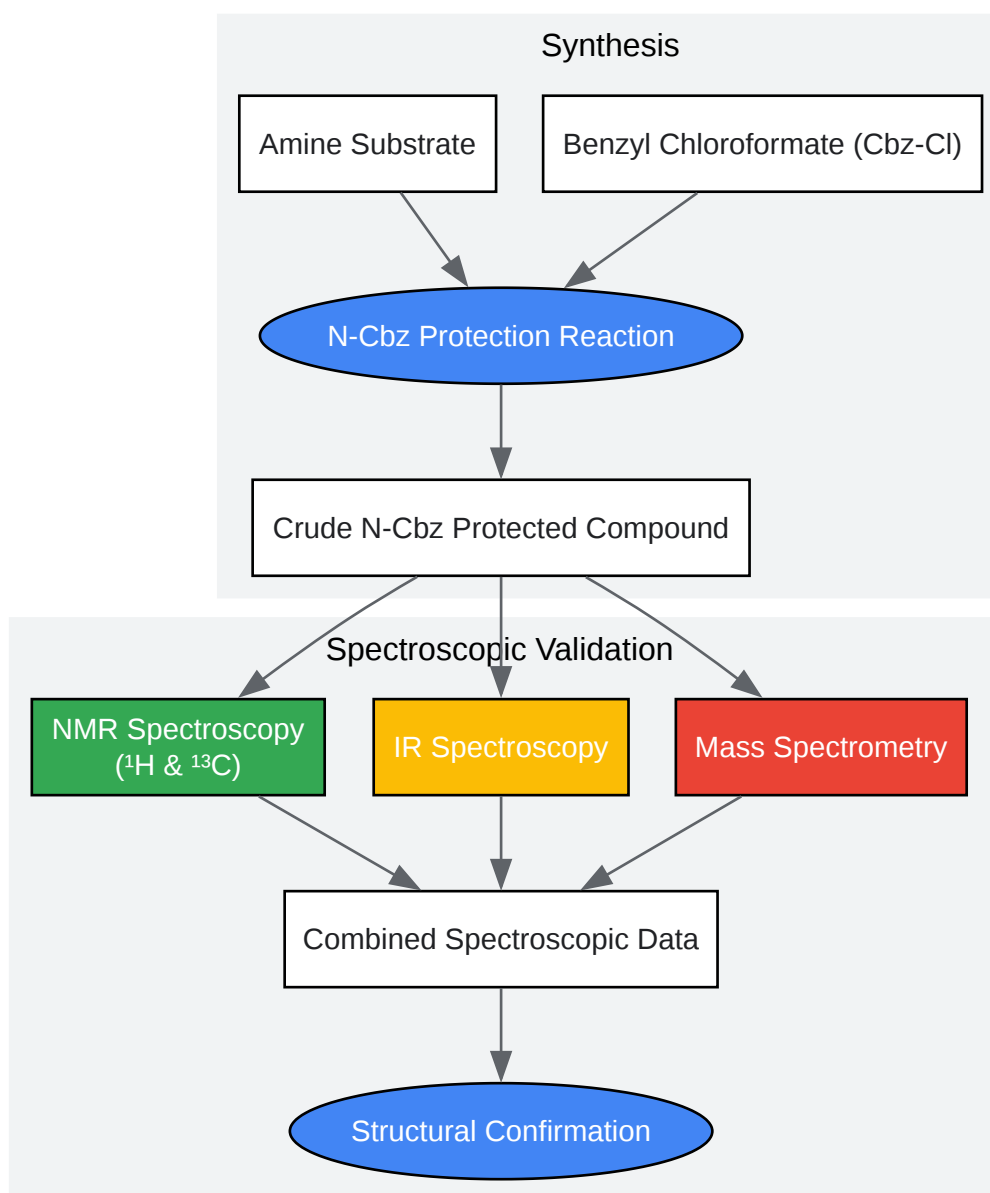 Synthesis
Amine Substrate
Benzyl Chloroformate (Cbz-Cl)
N-Cbz Protection Reaction
Crude N-Cbz Protected Compound
Spectroscopic Validation
NMR Spectroscopy
(¹H & ¹³C)
IR Spectroscopy
Mass Spectrometry
Combined Spectroscopic Data
Structural Confirmation